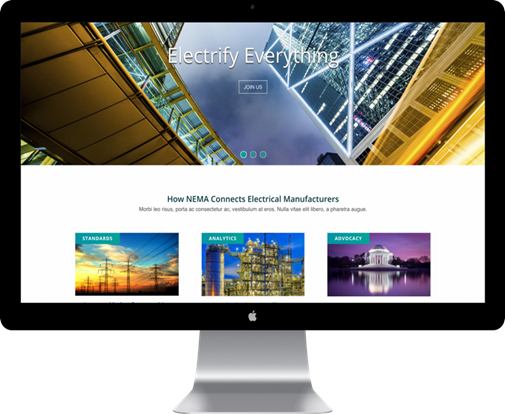 Electrify Everything
JOIN US
How NEMA Connects Electrical Manufacturers
Morbi leo risus, porta ac consectetur ac, vestibulum at eros. Nulla vitae elit libero, a pharetra augue.
STANDARDS
ANALYTICS
ADVOCACY